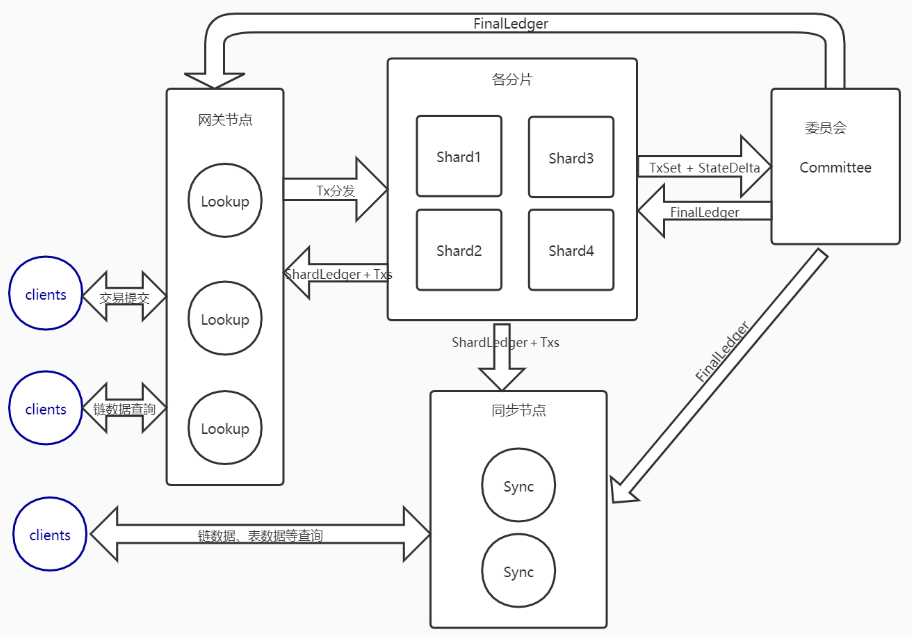 FinalLedger
各分片
网关节点
委员会
Committee
Shard1
Shard3
Lookup
Tx分发
TxSet + StateDelta
FinalLedger
Shard2
Shard4
ShardLedger + Txs
clients
交易提交
Lookup
ShardLedger + Txs
FinalLedger
clients
链数据查詢
Lookup
同步节点
Sync
clients
链数据、表数据等查询
Sync